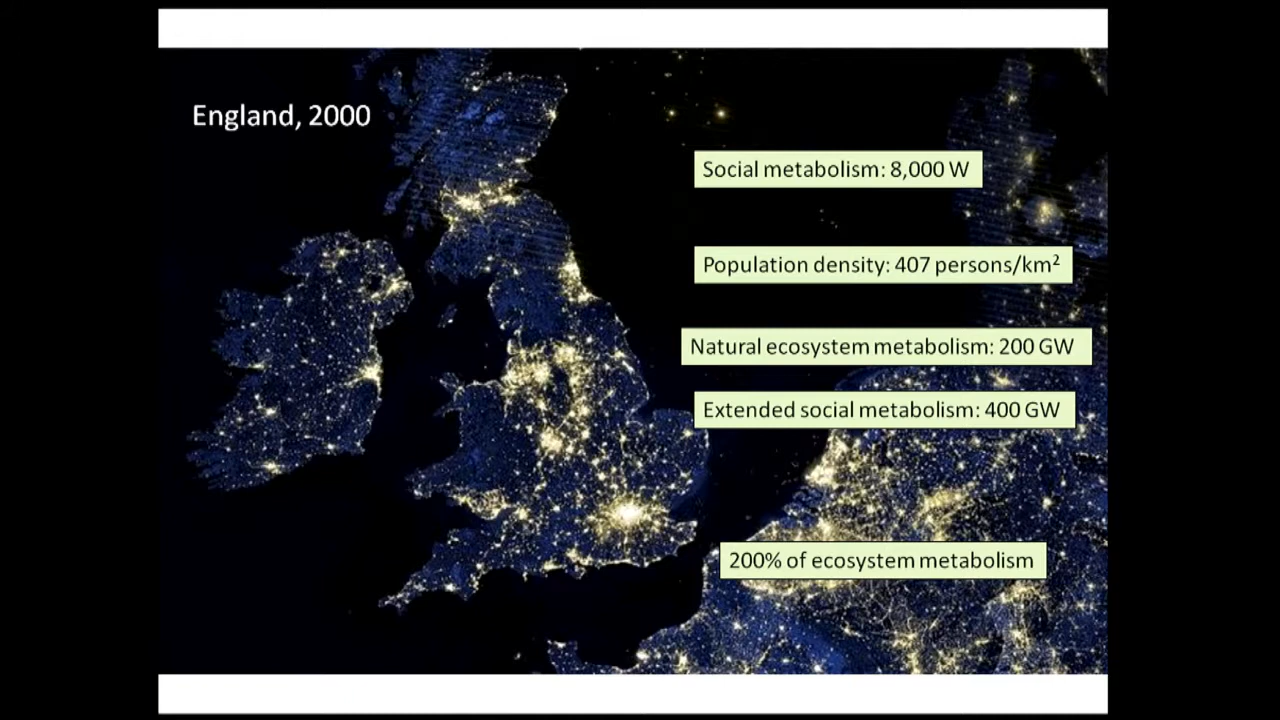 England, 2000
Social metabolism: 8,000 W
Population density: 407 persons/km²
Natural ecosystem metabolism: 200 GW
Extended social metabolism: 400 GW
200% of ecosystem metabolism